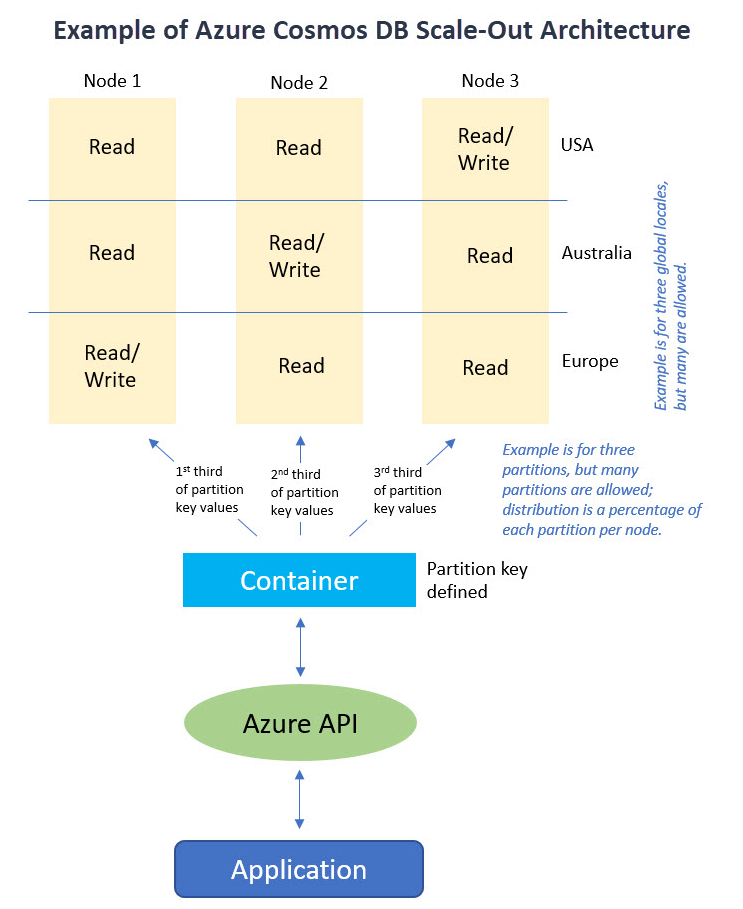 Example of Azure Cosmos DB Scale-Out Architecture
Node 1
Node 2
Node 3
Read
Read
Read/
Write
USA
Read
Read/
Write
Read
Australia
Read/
Write
Read
Read
Europe
Example is for three global locales,
but many are allowed.
1st third
of partition
key values
2nd third
of partition
key values
3rd third
of partition
key values
Example is for three
partitions, but many
partitions are allowed;
distribution is a percentage of
each partition per node.
Container
Partition key
defined
Azure API
Application